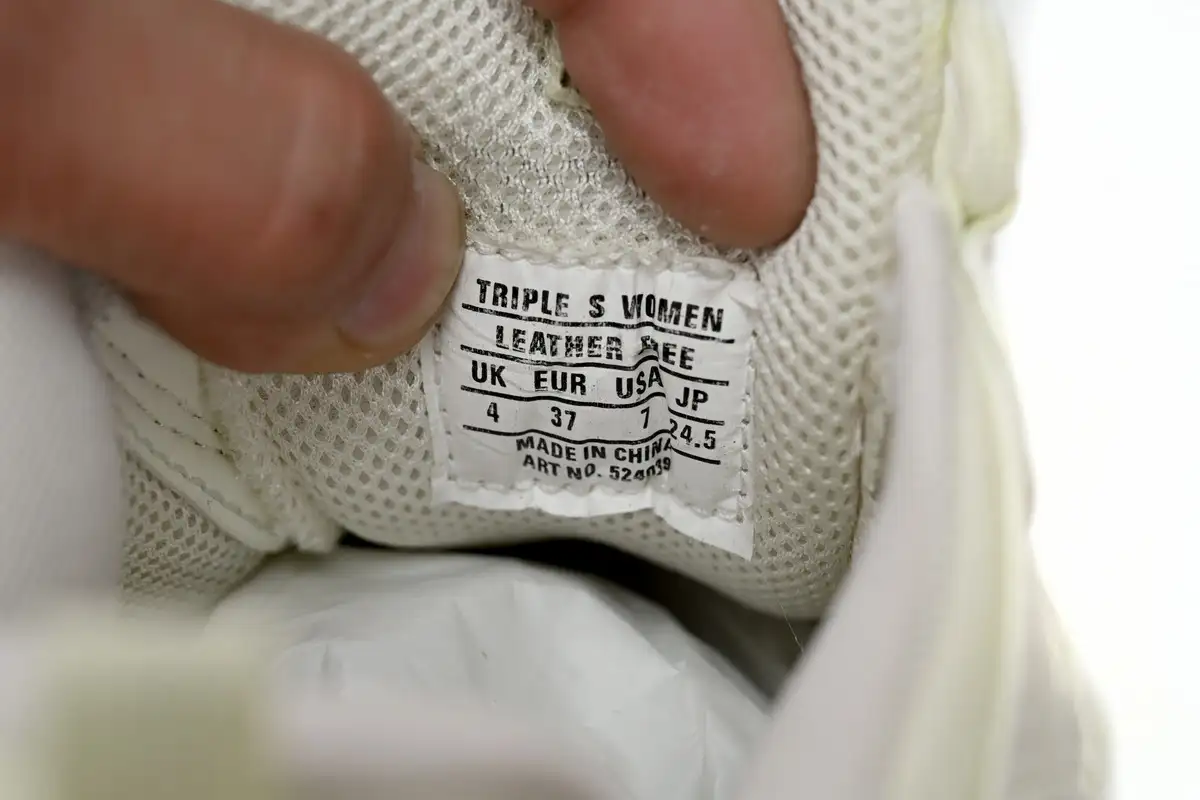 TRIPLE S WOMEN
LEATHER FREE
UK EUR USA JP
4 37 7 24.5
MADE IN CHINA
ART NO. 524039